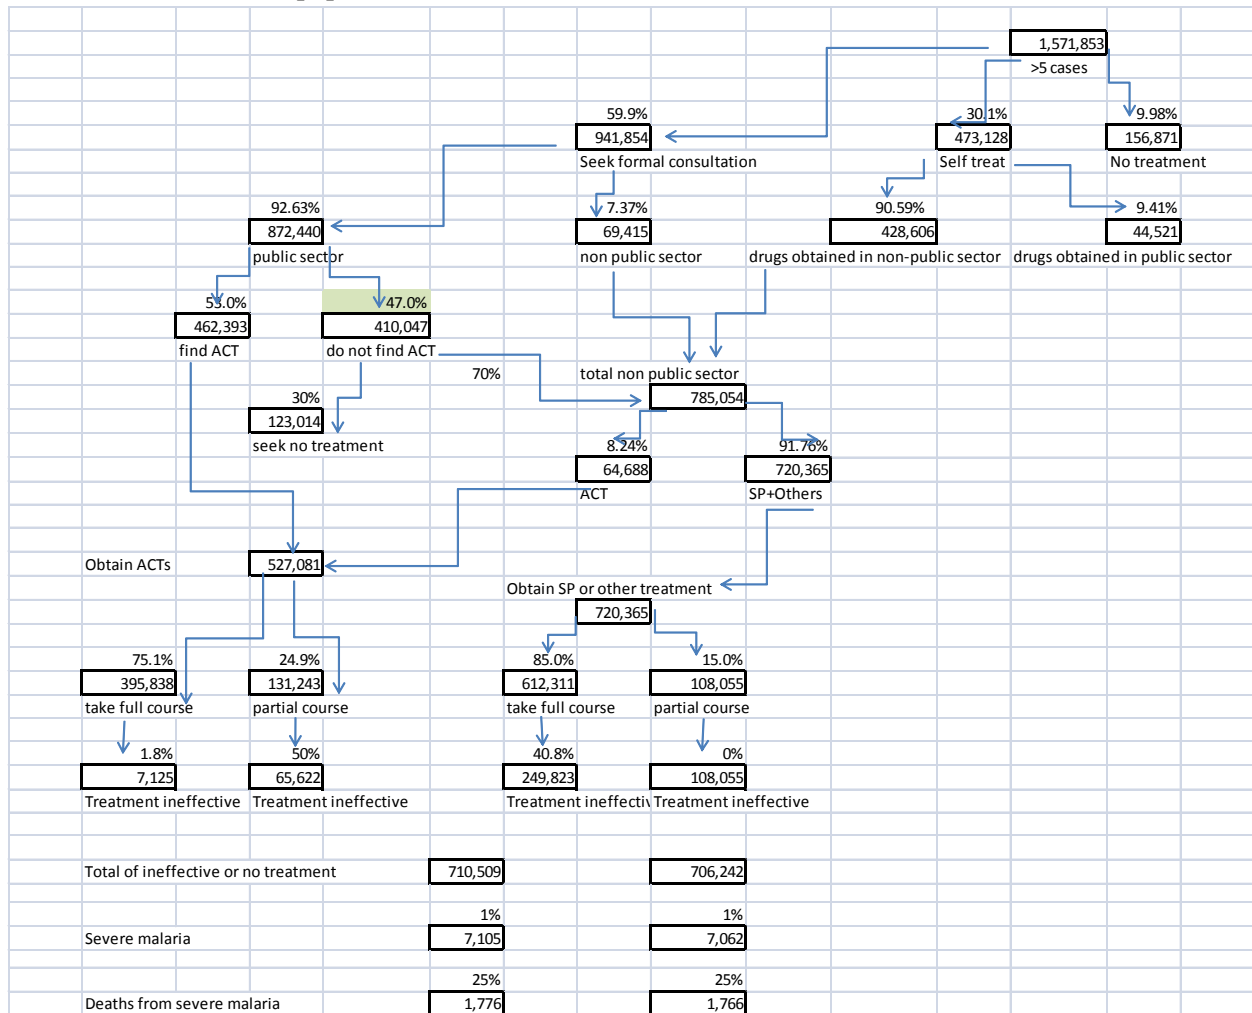 1,571,853
>5 cases
59.9% 30.1% 9.98%
941,854 473,128 156,871
Seek formal consultation Self treat No treatment
92.63% 7.37% 90.59% 9.41%
872,440 69,415 428,606 44,521
public sector non public sector drugs obtained in non-public sector drugs obtained in public sector
53.0% 47.0%
462,393 410,047
find ACT do not find ACT
70% total non public sector
30% 785,054
123,014
seek no treatment 8.24% 91.76%
64,688 720,365
ACT SP+Others
Obtain ACTs 527,081
Obtain SP or other treatment
720,365
75.1% 24.9% 85.0% 15.0%
395,838 131,243 612,311 108,055
take full course partial course take full course partial course
1.8% 50% 40.8% 0%
7,125 65,622 249,823 108,055
Treatment ineffective Treatment ineffective Treatment ineffectiv Treatment ineffective
Total of ineffective or no treatment 710,509 706,242
1% 1%
Severe malaria 7,105 7,062
25% 25%
Deaths from severe malaria 1,776 1,766